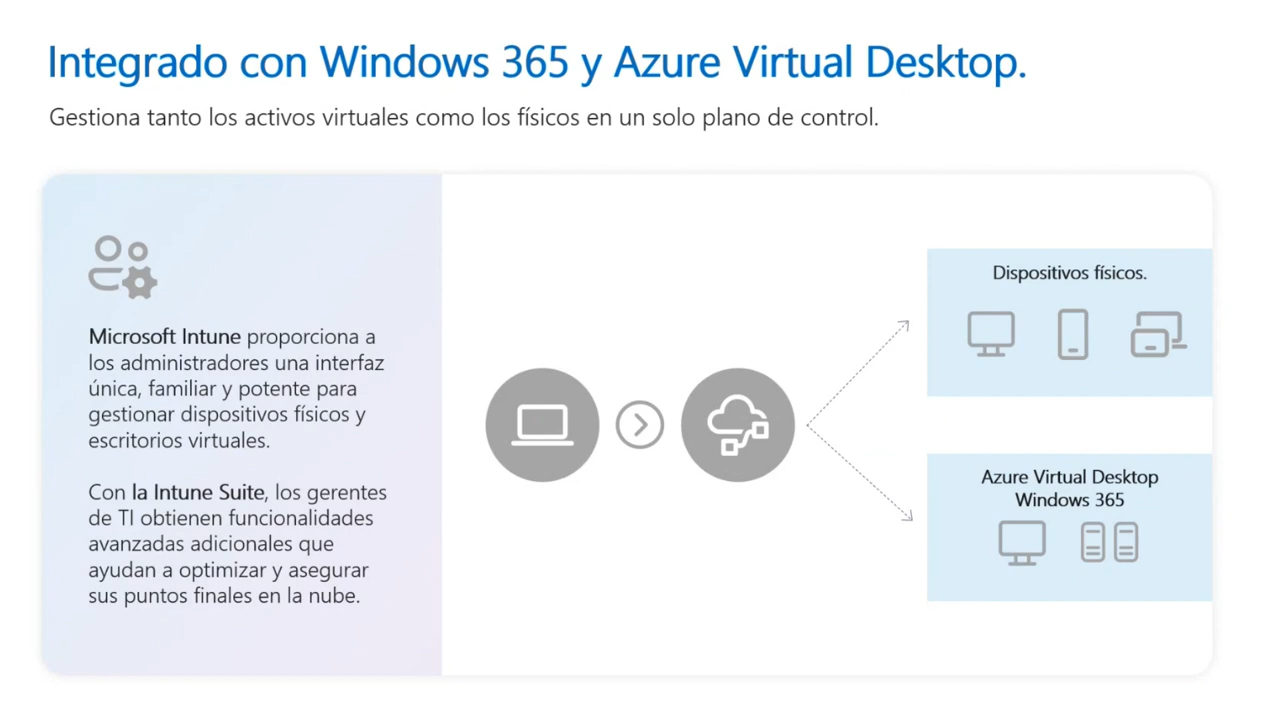 Integrado con Windows 365 y Azure Virtual Desktop.
Gestiona tanto los activos virtuales como los físicos en un solo plano de control.
Microsoft Intune proporciona a
los administradores una interfaz
única, familiar y potente para
gestionar dispositivos físicos y
escritorios virtuales.
Con la Intune Suite, los gerentes
de TI obtienen funcionalidades
avanzadas adicionales que
ayudan a optimizar y asegurar
sus puntos finales en la nube.
Dispositivos físicos.
Azure Virtual Desktop
Windows 365